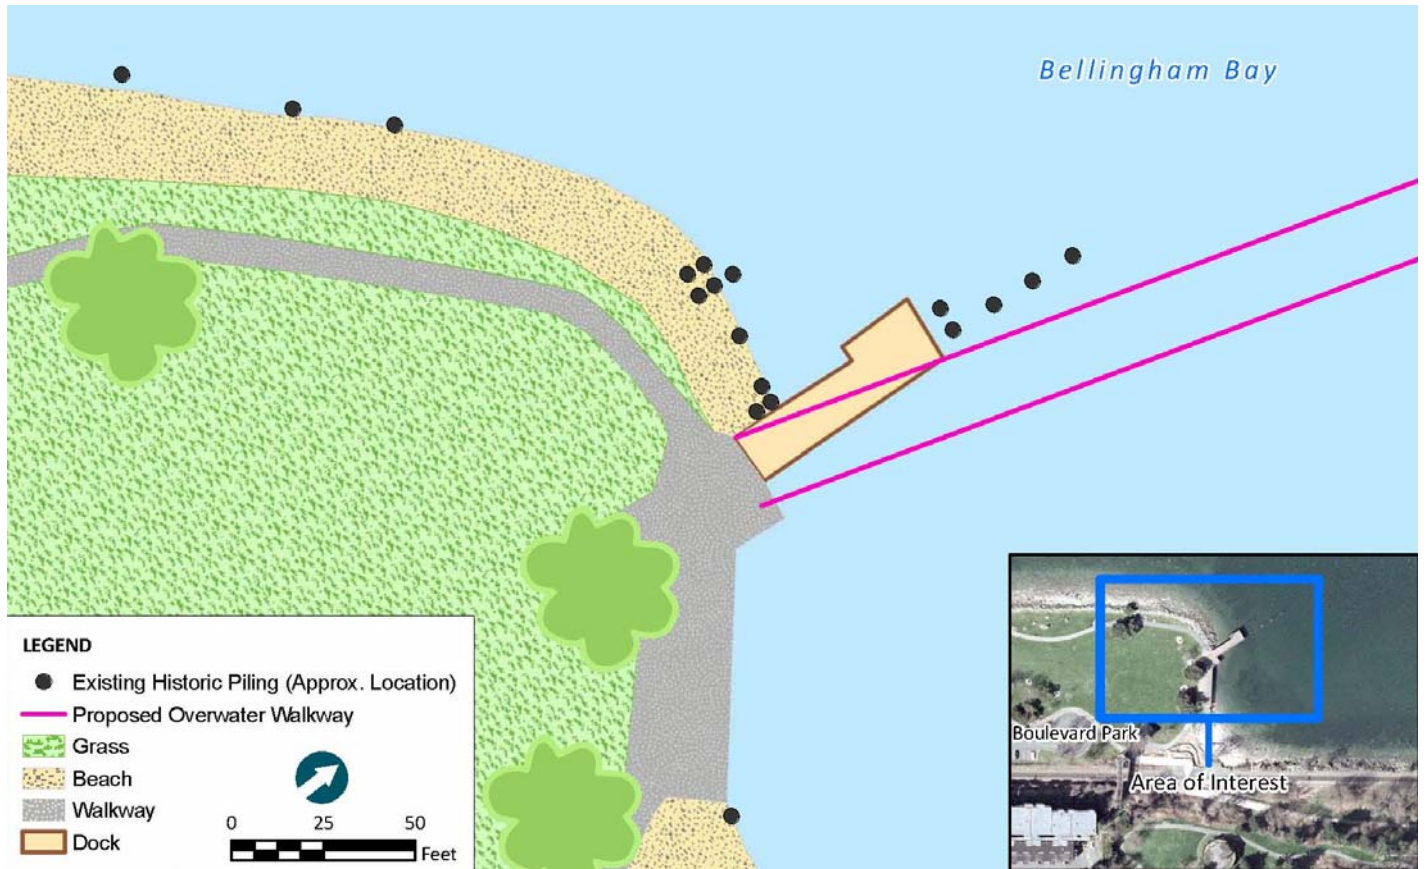 Bellingham Bay
LEGEND
Existing Historic Piling (Approx. Location)
Proposed Overwater Walkway
Grass
Beach
Walkway
Dock
0 25 50
Feet
Boulevard Park
Area of Interest